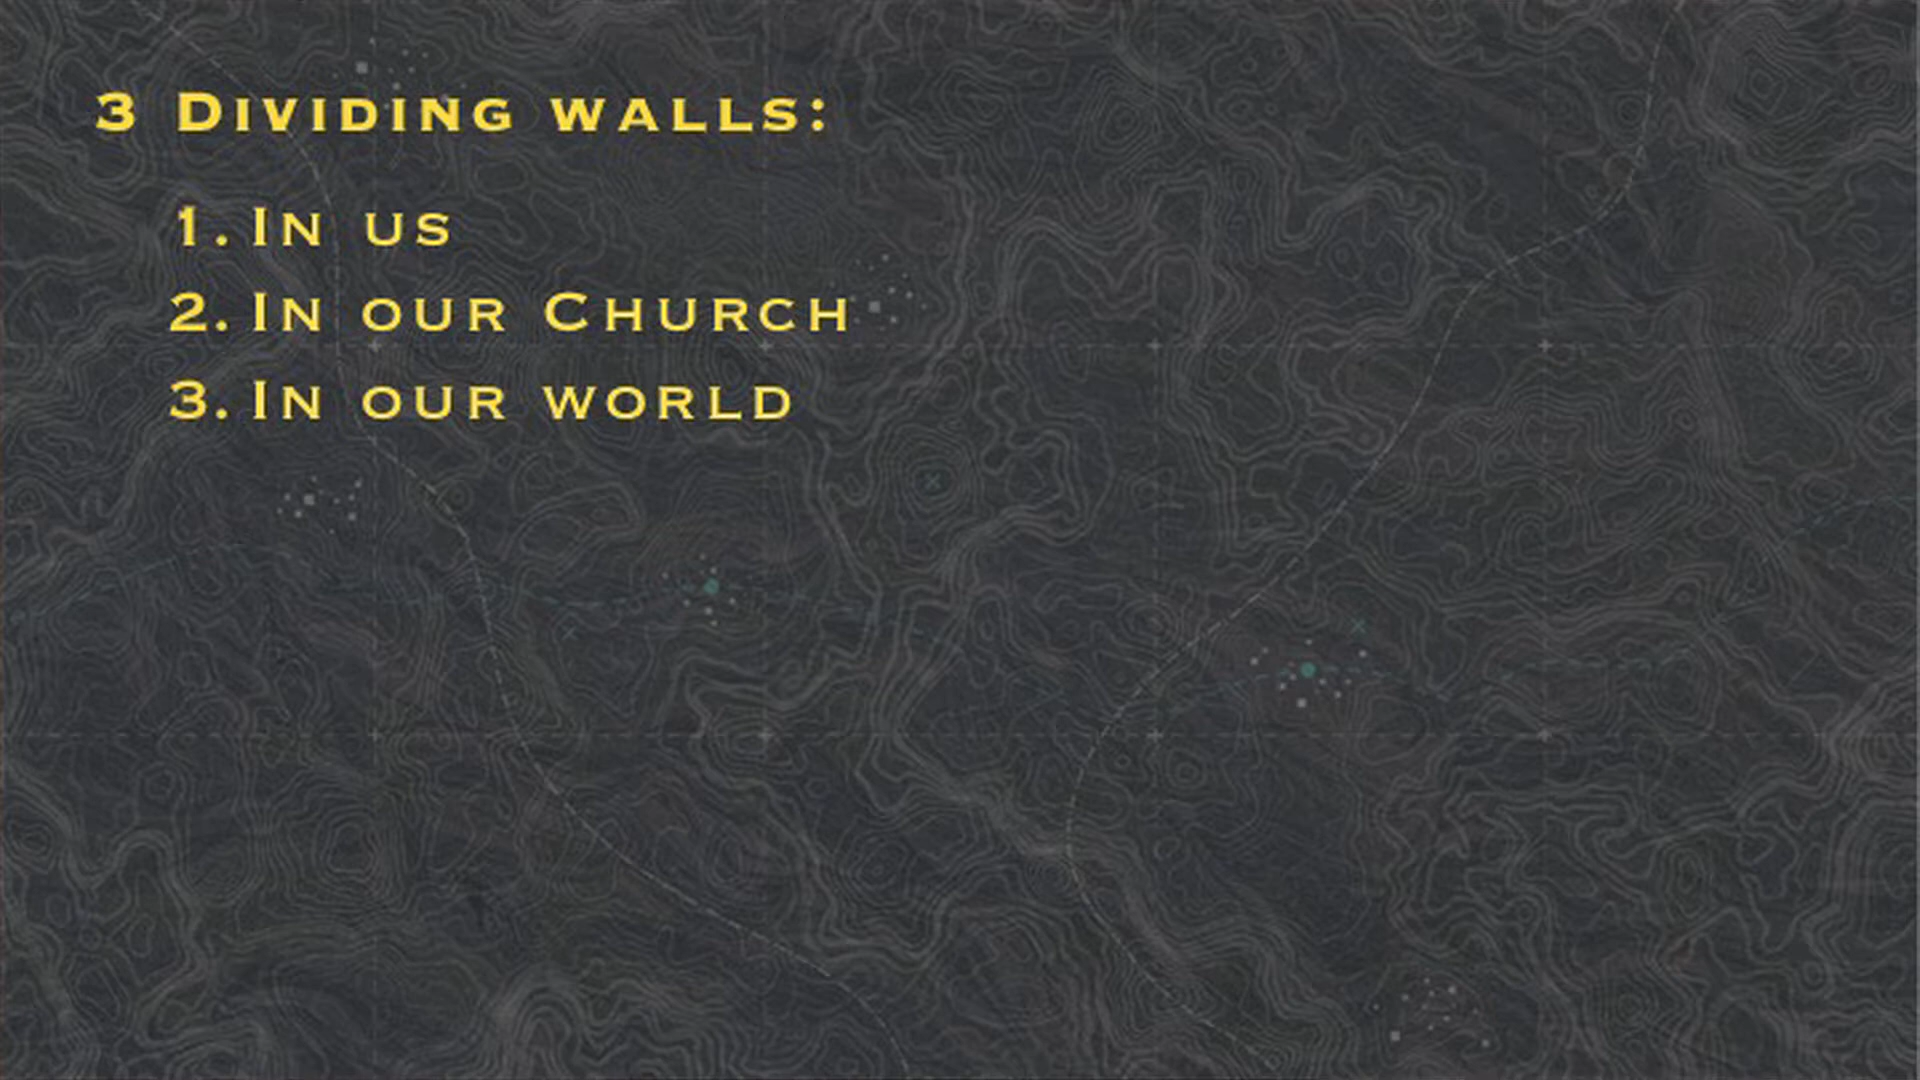 3 Dividing walls:
1. In us
2. In our Church
3. In our world